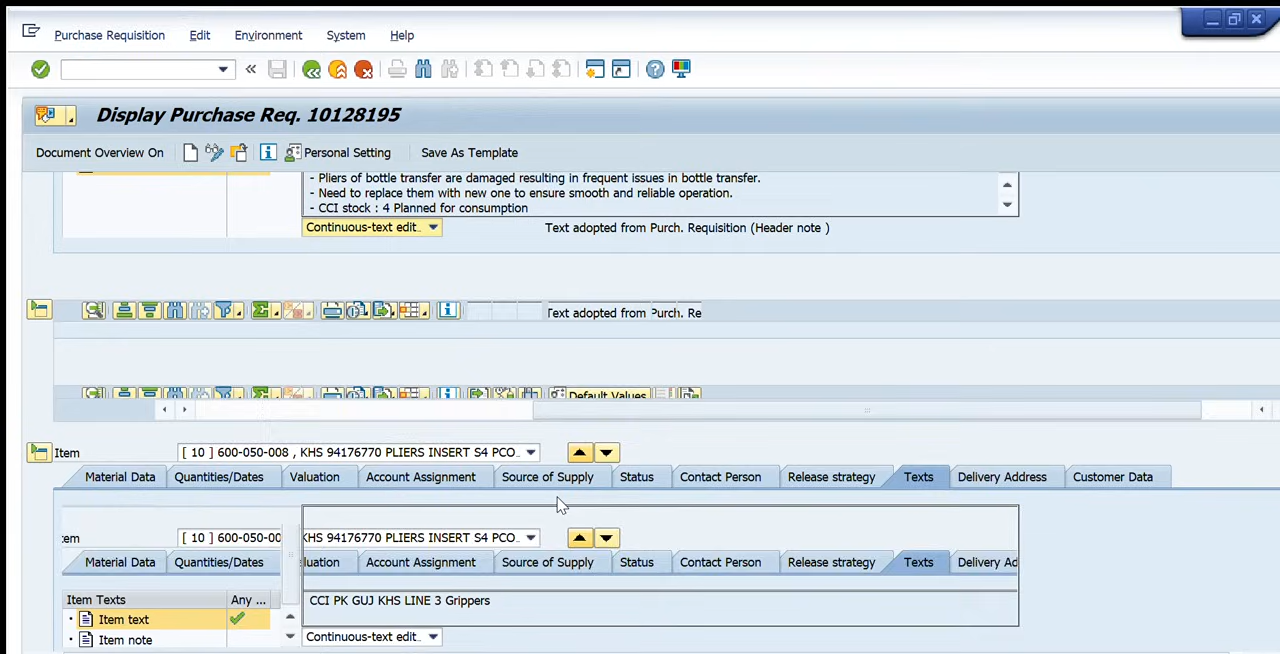 Purchase Requisition Edit Environment System Help
Display Purchase Req. 10128195
Document Overview On Personal Setting Save As Template
- Pliers of bottle transfer are damaged resulting in frequent issues in bottle transfer.
- Need to replace them with new one to ensure smooth and reliable operation.
- CCI stock : 4 Planned for consumption
Continuous-text edit.. Text adopted from Purch. Requisition (Header note )
Text adopted from Purch. Re
Default Values
Item [ 10 ] 600-050-008 , KHS 94176770 PLIERS INSERT S4 PCO..
Material Data Quantities/Dates Valuation Account Assignment Source of Supply Status Contact Person Release strategy Texts Delivery Address Customer Data
em [ 10 ] 600-050-00 KHS 94176770 PLIERS INSERT S4 PCO..
Material Data Quantities/Dates luation Account Assignment Source of Supply Status Contact Person Release strategy Texts Delivery Ad
Item Texts Any ...
CCI PK GUJ KHS LINE 3 Grippers
Item text
Item note Continuous-text edit..